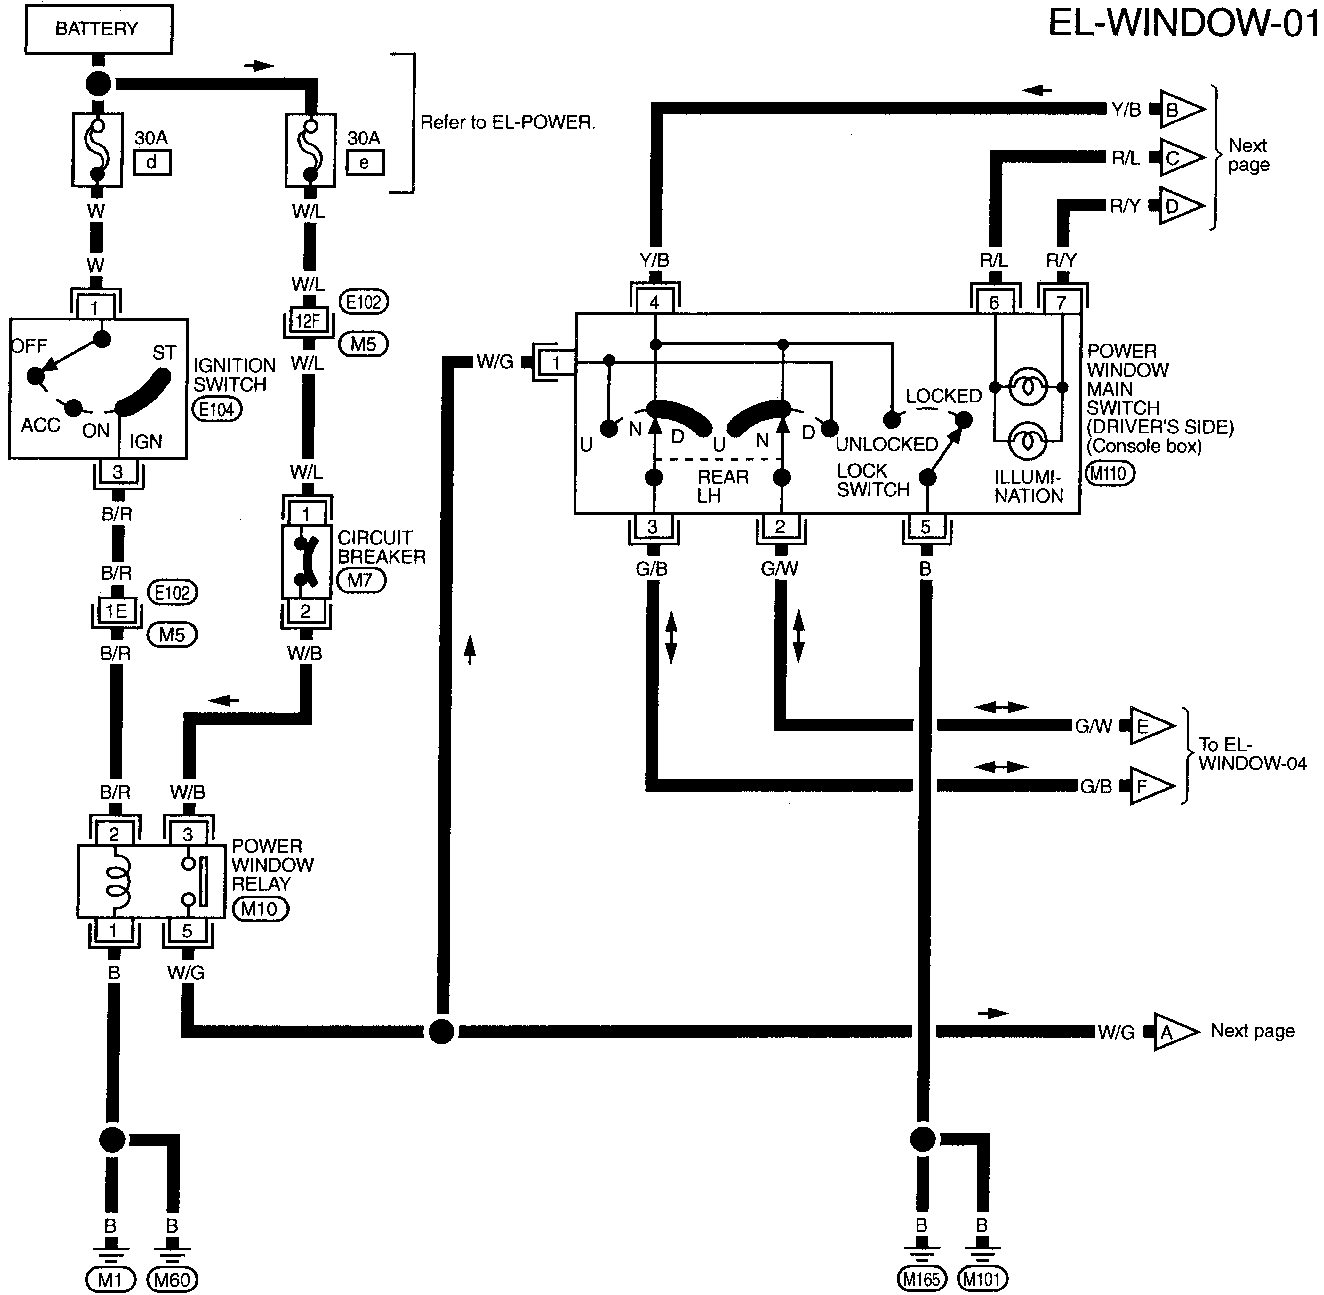 EL-WINDOW-01
BATTERY
30A
d
30A
e
Refer to EL-POWER.
Y/B
B
R/L
C
R/Y
D
Next
page
W
W/L
W
W/L
Y/B
R/L
R/Y
1
12F
E102
M5
4
6
7
OFF
ST
ACC
ON
IGN
IGNITION
SWITCH
E104
W/L
W/G
1
POWER
WINDOW
MAIN
SWITCH
(DRIVER'S SIDE)
(Console box)
M110
U
N
D
U
N
D
LOCKED
UNLOCKED
REAR
LH
LOCK
SWITCH
ILLUMI-
NATION
3
W/L
B/R
1
3
2
5
CIRCUIT
BREAKER
M7
G/B
G/W
B
B/R
1E
E102
M5
2
B/R
W/B
G/W
E
To EL-
WINDOW-04
G/B
F
B/R
W/B
2
3
POWER
WINDOW
RELAY
M10
1
5
B
W/G
W/G
A
Next page
B
B
B
B
M1
M60
M165
M101